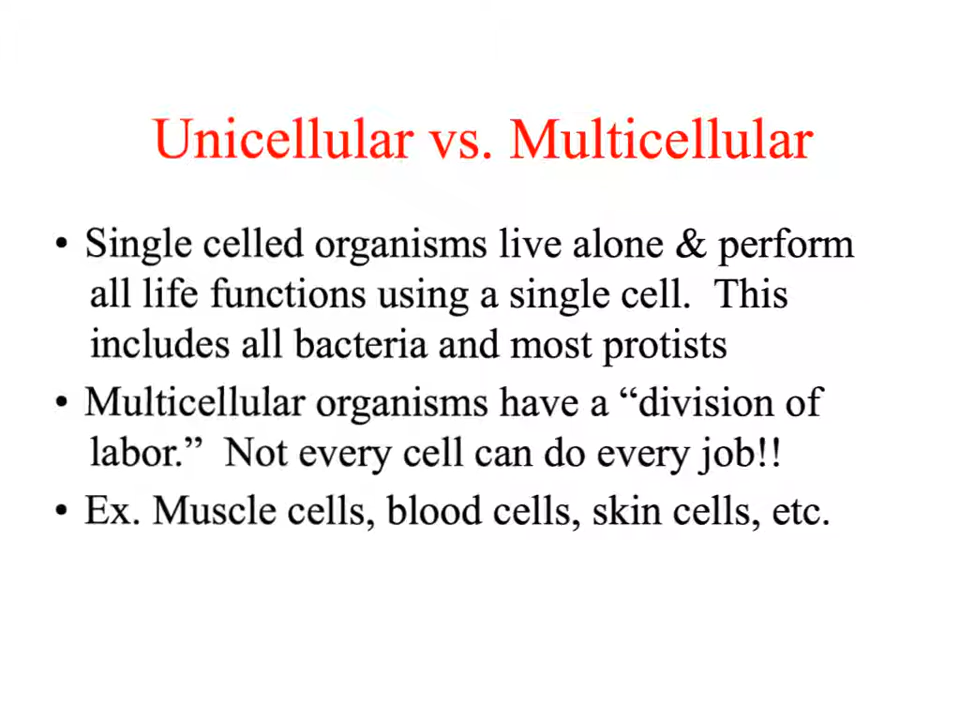 Unicellular vs. Multicellular
• Single celled organisms live alone & perform
all life functions using a single cell.  This
includes all bacteria and most protists
• Multicellular organisms have a “division of
labor.”  Not every cell can do every job!!
• Ex. Muscle cells, blood cells, skin cells, etc.